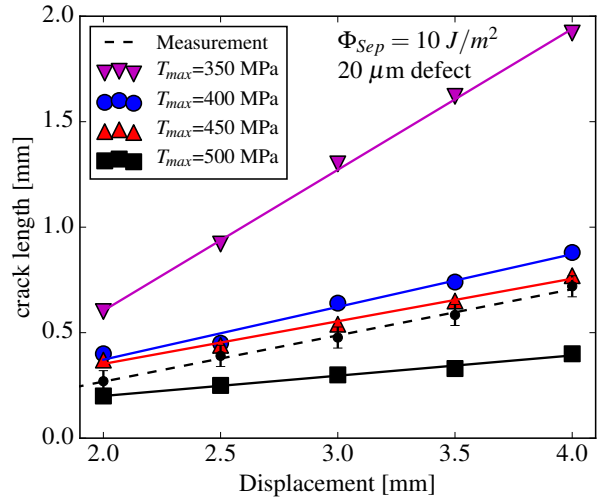 2.0
1.5
1.0
0.5
0.0
crack length [mm]
Measurement
T_max=350 MPa
T_max=400 MPa
T_max=450 MPa
T_max=500 MPa
Φ_Sep = 10 J/m²
20 μm defect
2.0 2.5 3.0 3.5 4.0
Displacement [mm]